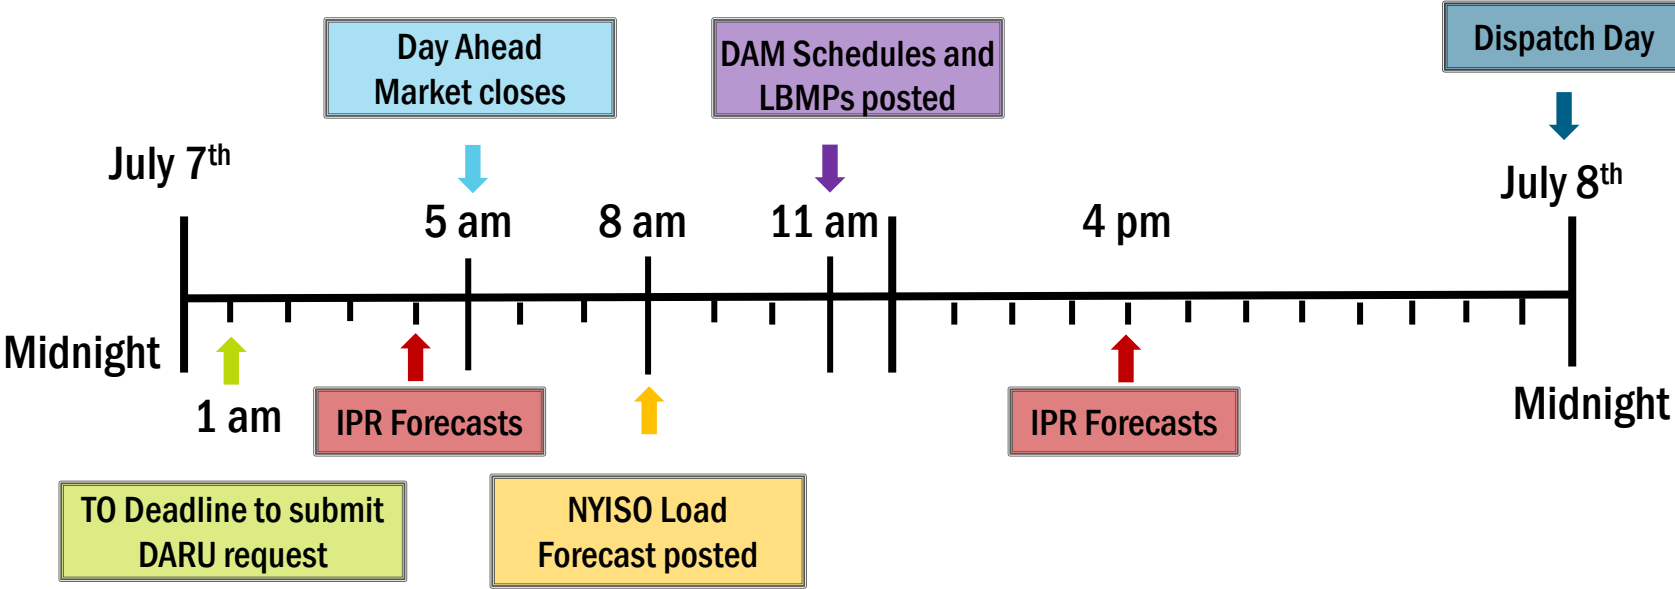 Day Ahead
Market closes
DAM Schedules and
LBMPs posted
Dispatch Day
July 7th
July 8th
5 am
8 am
11 am
4 pm
Midnight
1 am
IPR Forecasts
IPR Forecasts
Midnight
TO Deadline to submit
DARU request
NYISO Load
Forecast posted